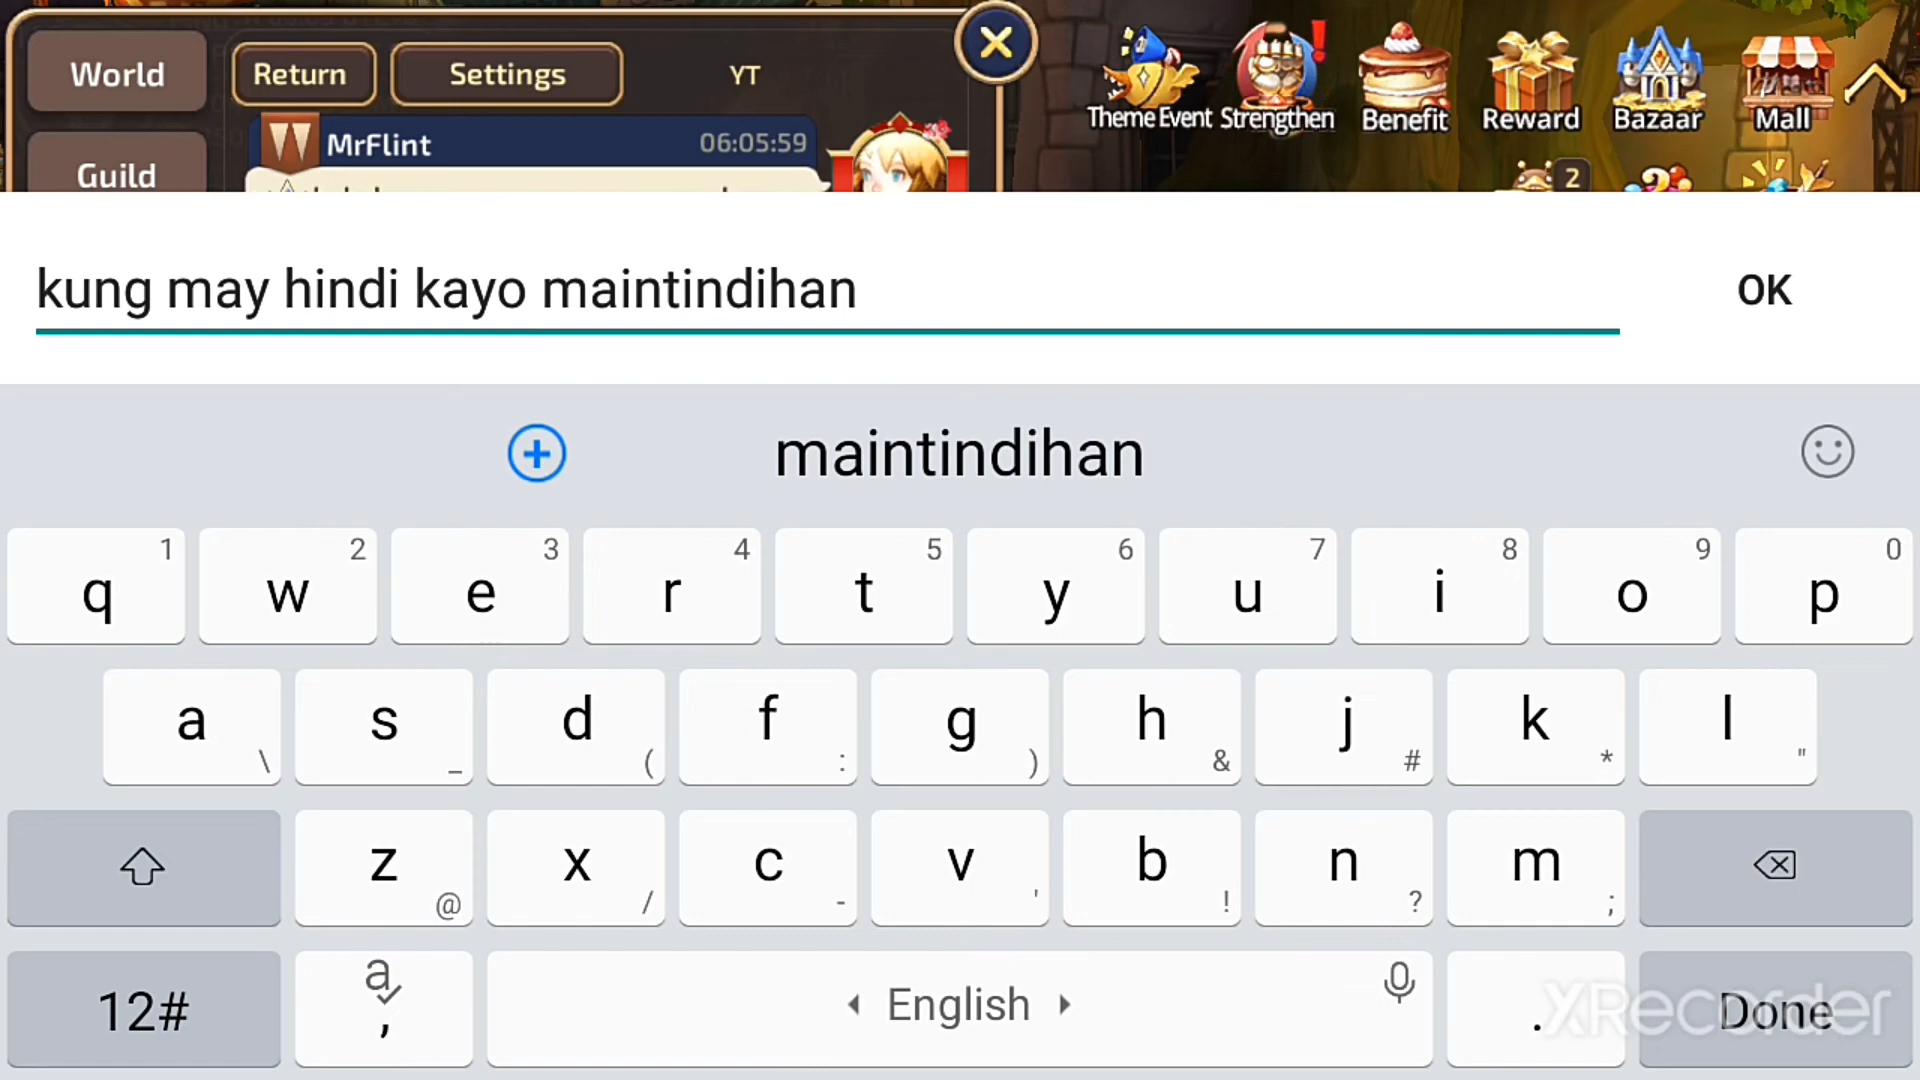 World
Return
Settings
YT
Theme Event
Strengthen
Benefit
Reward
Bazaar
Mall
Guild
MrFlint
06:05:59
2
kung may hindi kayo maintindihan
OK
maintindihan
q 1 w 2 e 3 r 4 t 5 y 6 u 7 i 8 o 9 p 0
a \ s _ d ( f : g ) h & j # k * l "
z @ x / c - v ' b ! n ? m ;
12# a , English . Done
XRecorder